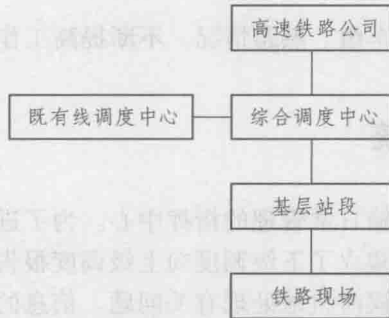 高速铁路公司
既有线调度中心
综合调度中心
基层站段
铁路现场